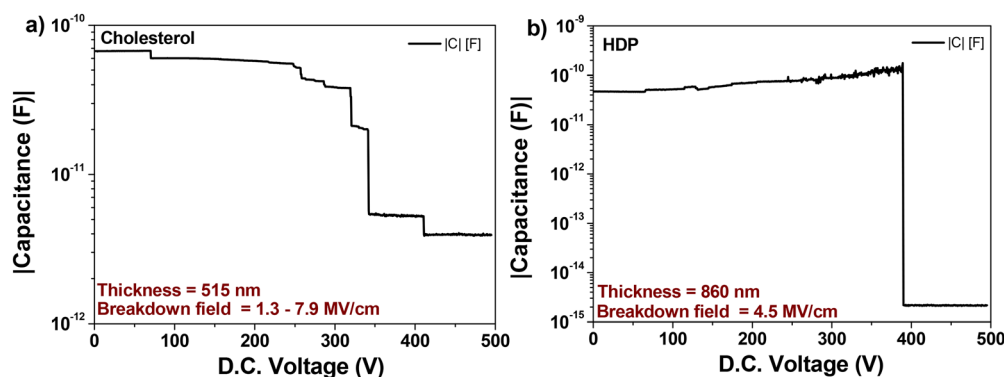 a)
Cholesterol
|C| [F]
10⁻¹⁰
10⁻¹¹
10⁻¹²
|Capacitance (F)|
Thickness = 515 nm
Breakdown field = 1.3 - 7.9 MV/cm
0 100 200 300 400 500
D.C. Voltage (V)
b)
HDP
|C| [F]
10⁻⁹
10⁻¹⁰
10⁻¹¹
10⁻¹²
10⁻¹³
10⁻¹⁴
10⁻¹⁵
|Capacitance (F)|
Thickness = 860 nm
Breakdown field = 4.5 MV/cm
0 100 200 300 400 500
D.C. Voltage (V)